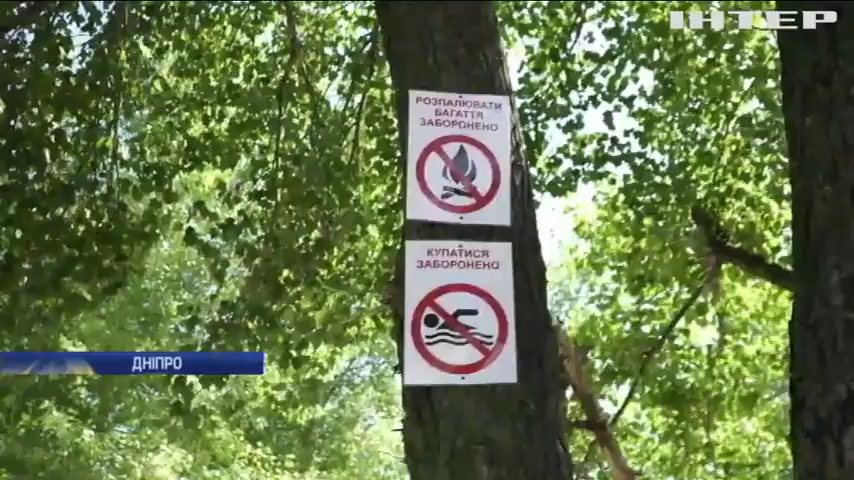 ІНТЕР
РОЗПАЛЮВАТИ
БАГАТТЯ
ЗАБОРОНЕНО
КУПАТИСЯ
ЗАБОРОНЕНО
ДНІПРО